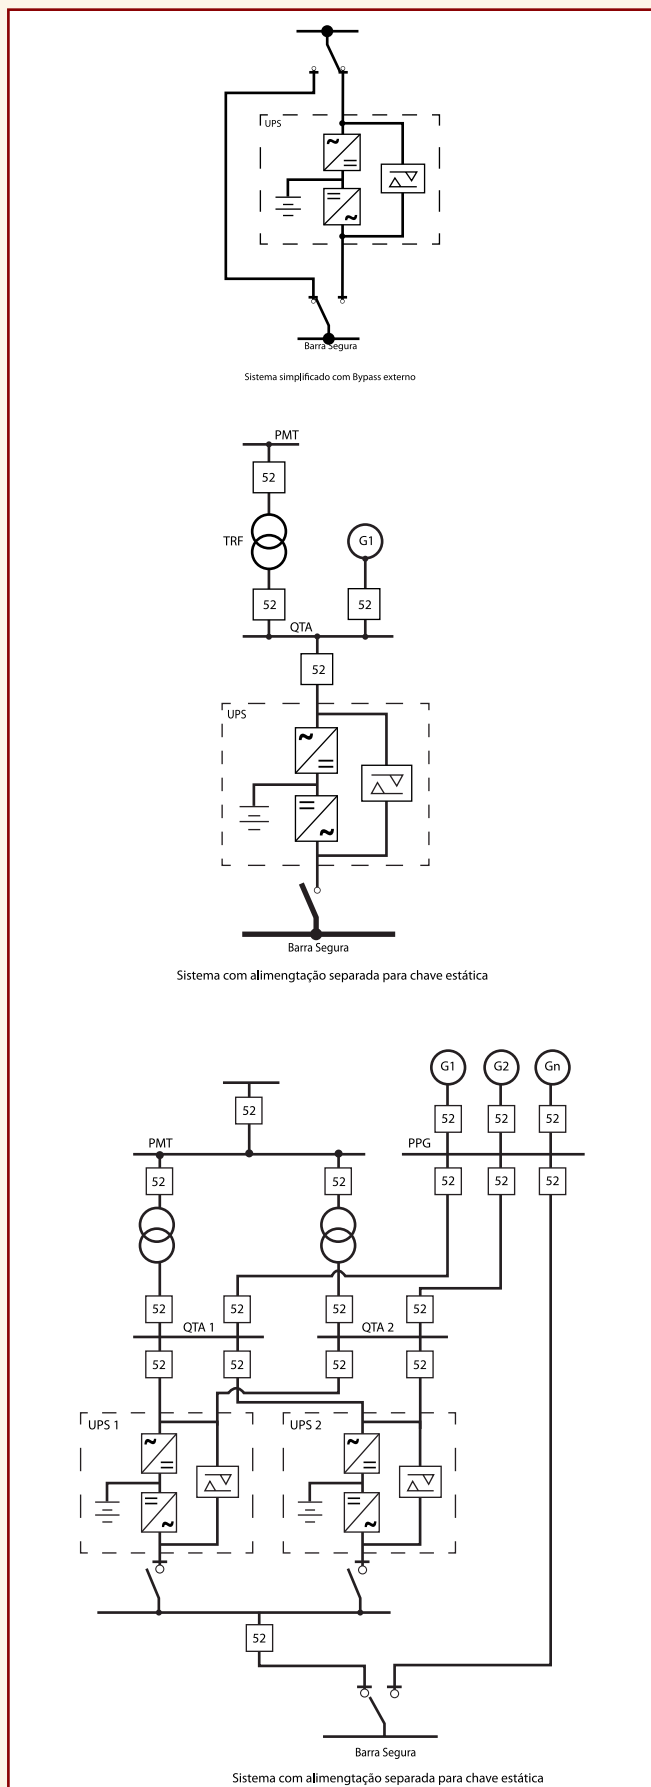 UPS
Barra Segura
Sistema simplificado com Bypass externo
PMT
52
TRF
G1
52
52
QTA
52
UPS
Barra Segura
Sistema com alimengtação separada para chave estática
G1
G2
Gn
52
52
52
52
PMT
PPG
52
52
52
52
52
52
52
52
52
QTA 1
QTA 2
52
52
52
52
UPS 1
UPS 2
52
Barra Segura
Sistema com alimengtação separada para chave estática